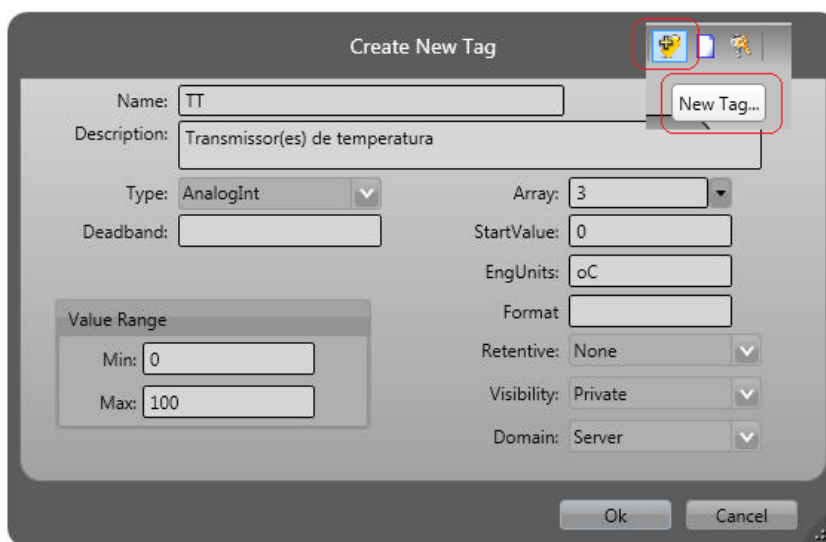 Create New Tag
New Tag...
Name: TT
Description: Transmissor(es) de temperatura
Type: AnalogInt
Array: 3
Deadband:
StartValue: 0
EngUnits: oC
Value Range
Format
Min: 0
Retentive: None
Max: 100
Visibility: Private
Domain: Server
Ok
Cancel